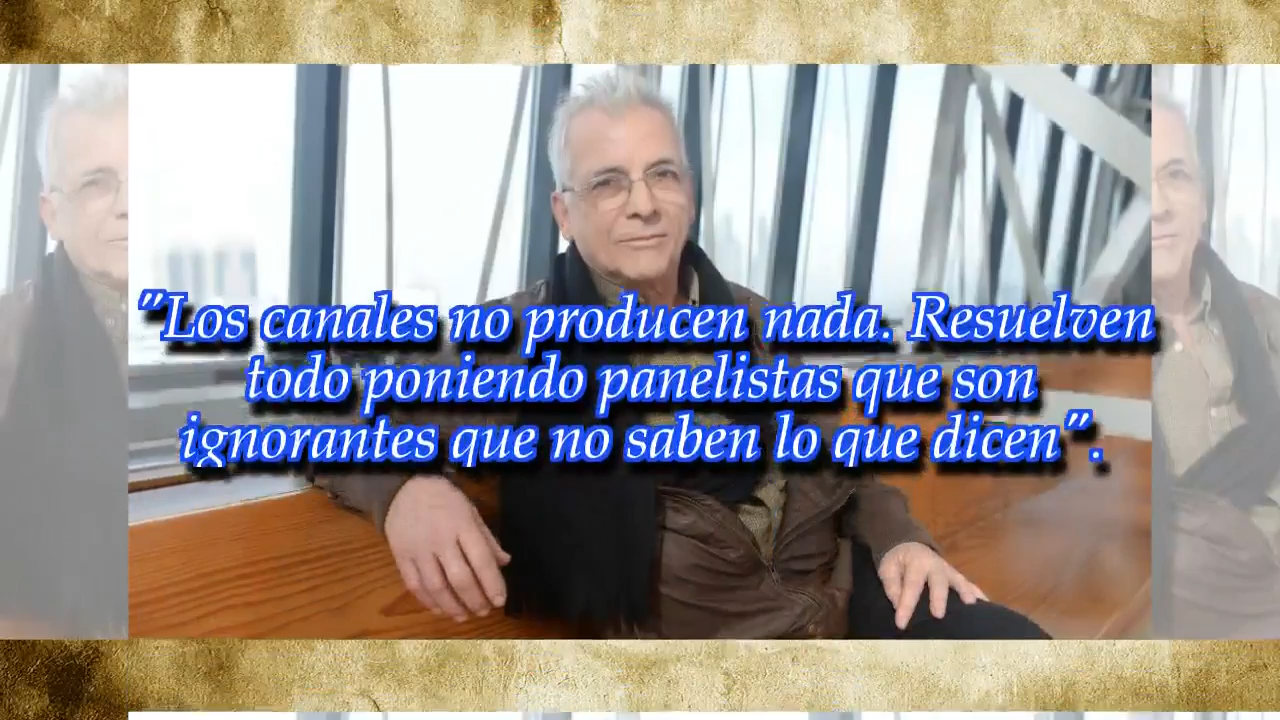 "Los canales no producen nada. Resuelven
todo poniendo panelistas que son
ignorantes que no saben lo que dicen".